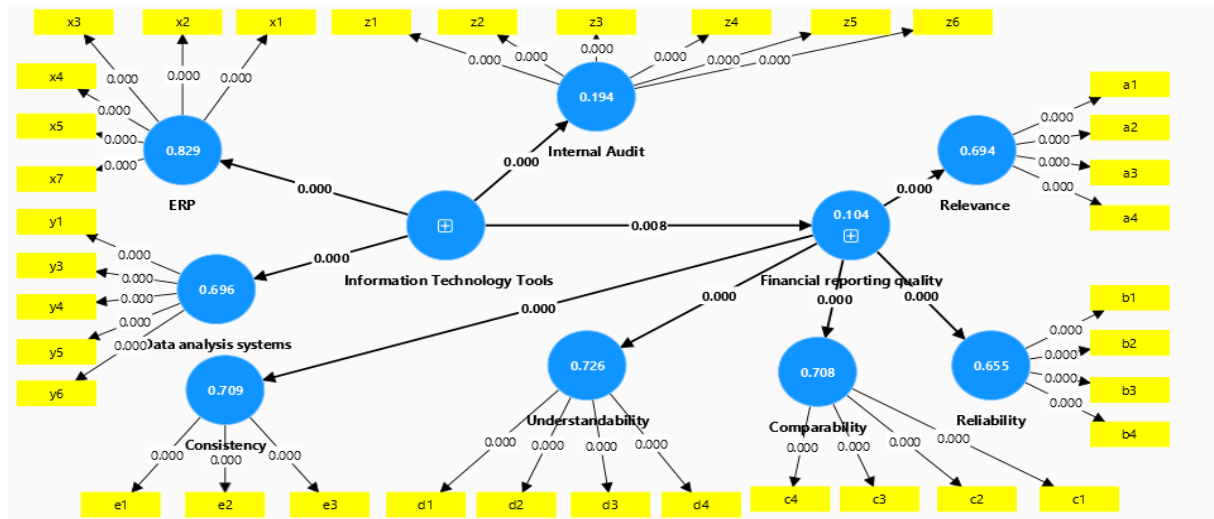 x3
x2
x1
z1
z2
z3
z4
z5
z6
0.000
0.000
0.000
0.000
0.000
0.000
0.000
0.000
0.000
x4
0.000
x5
0.000
x7
0.000
0.829
ERP
0.194
Internal Audit
0.000
0.000
0.694
Relevance
a1
0.000
a2
0.000
a3
0.000
a4
0.000
0.000
Information Technology Tools
0.008
0.104
Financial reporting quality
y1
0.000
y3
0.000
y4
0.000
y5
0.000
y6
0.000
0.696
Data analysis systems
0.000
0.000
0.000
0.000
0.000
0.709
Consistency
0.726
Understandability
0.708
Comparability
0.655
Reliability
b1
0.000
b2
0.000
b3
0.000
b4
0.000
0.000
0.000
0.000
0.000
0.000
0.000
0.000
0.000
0.000
0.000
0.000
e1
e2
e3
d1
d2
d3
d4
c4
c3
c2
c1